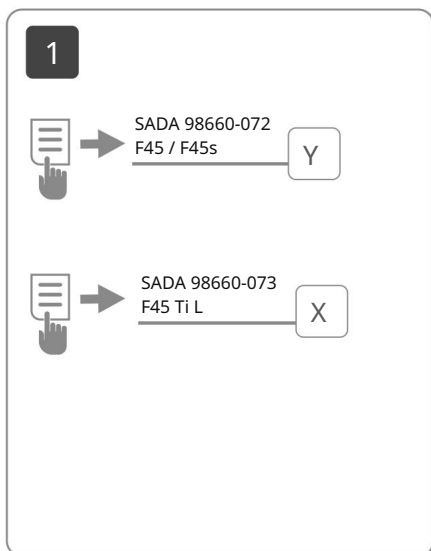 1
SADA 98660-072
F45 / F45s
Y
SADA 98660-073
F45 Ti L
X